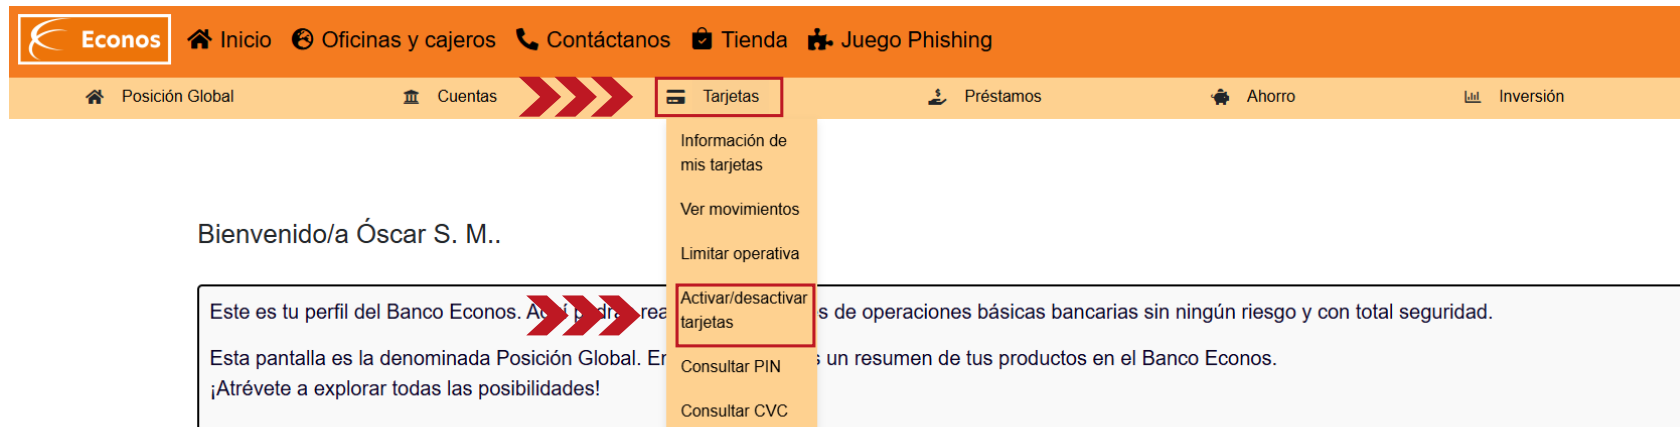 Econos Inicio Oficinas y cajeros Contáctanos Tienda Juego Phishing
Posición Global Cuentas Tarjetas Préstamos Ahorro Inversión
Información de
mis tarjetas
Ver movimientos
Limitar operativa
Activar/desactivar
tarjetas
Consultar PIN
Consultar CVC
Bienvenido/a Óscar S. M..
Este es tu perfil del Banco Econos. s de operaciones básicas bancarias sin ningún riesgo y con total seguridad.
Esta pantalla es la denominada Posición Global. un resumen de tus productos en el Banco Econos.
¡Atrévete a explorar todas las posibilidades!